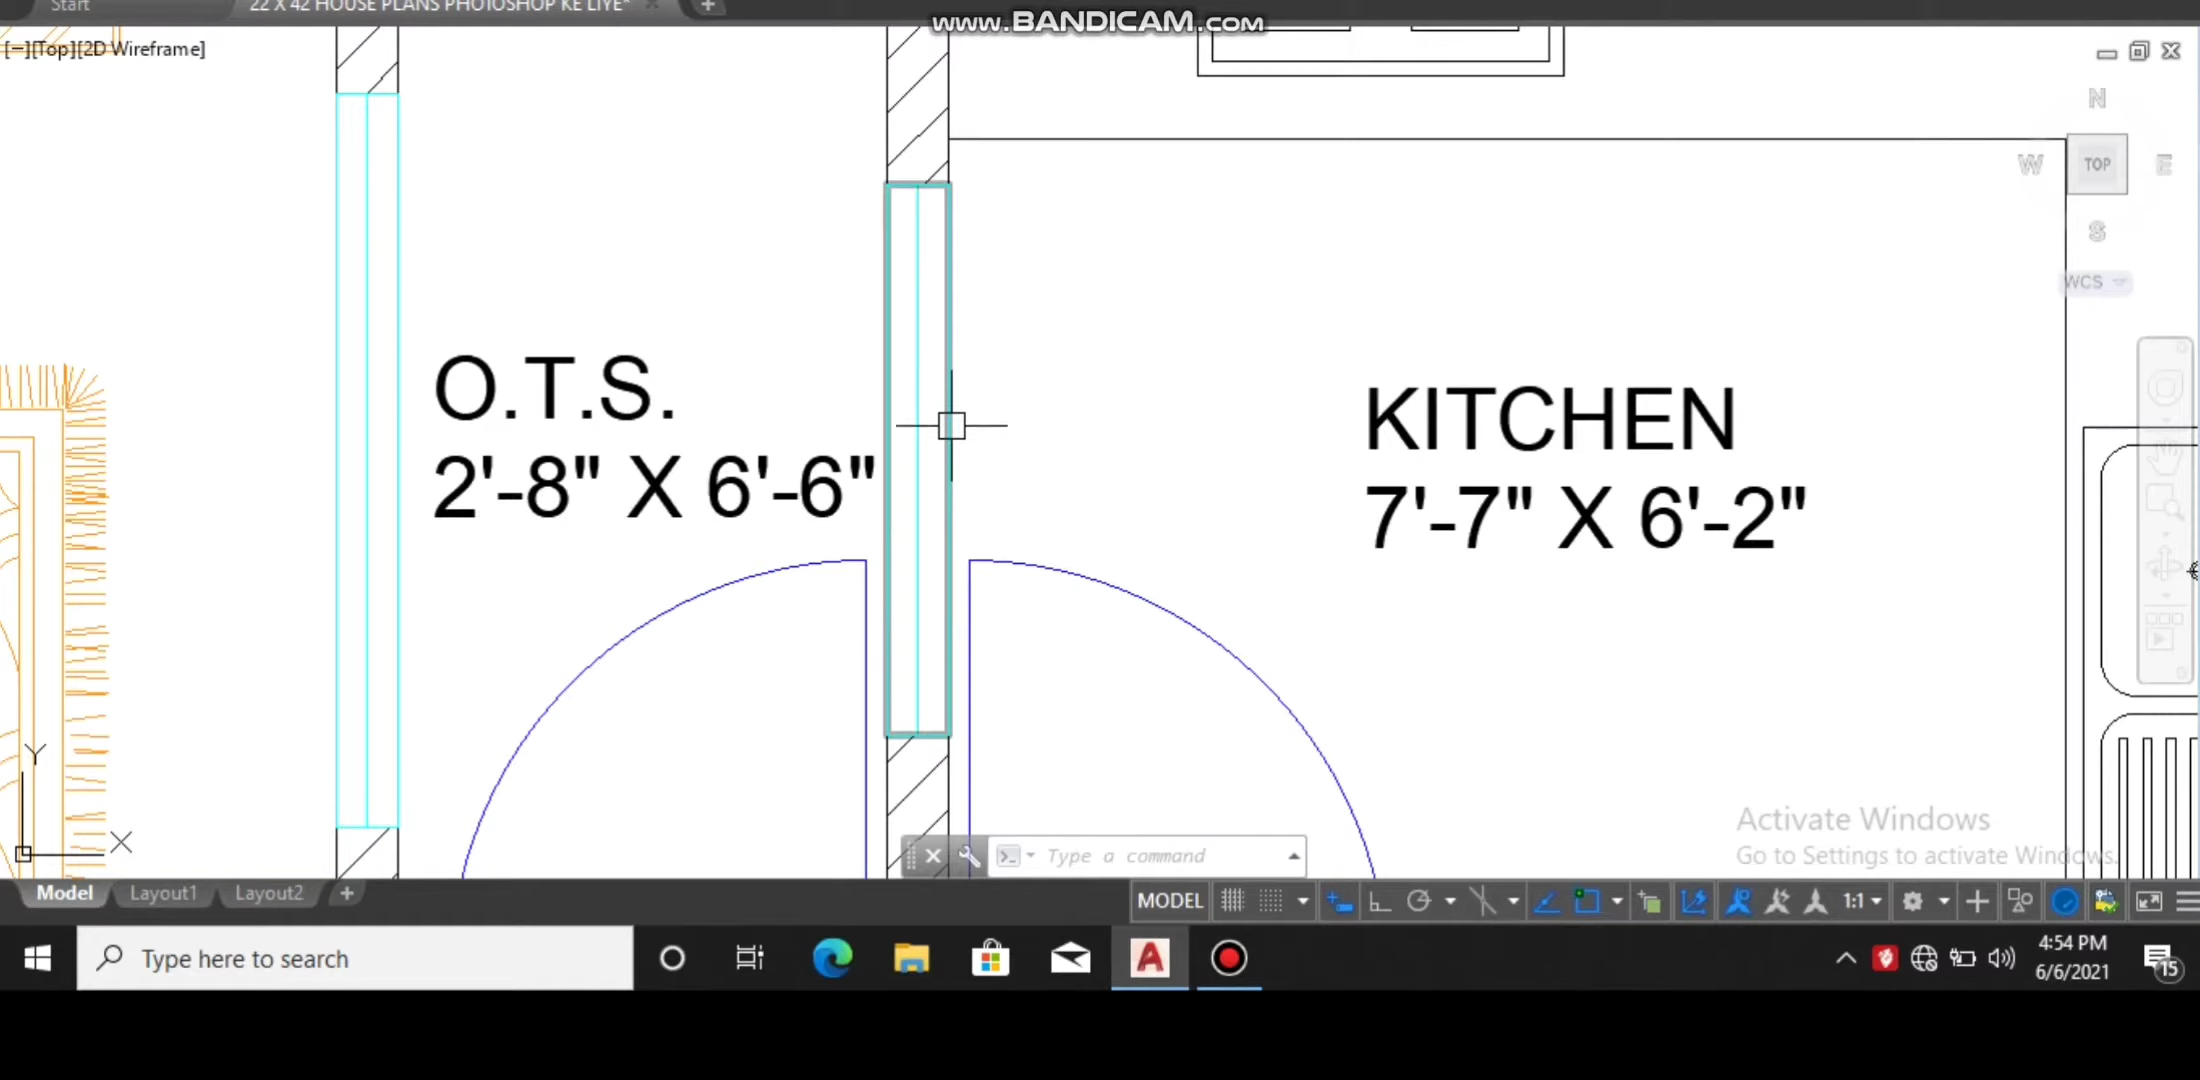 Start
22 X 42 HOUSE PLANS PHOTOSHOP KE LIYE*
www.BANDICAM.com
[−][Top][2D Wireframe]
N
W
TOP
E
S
WCS
O.T.S.
2'-8" X 6'-6"
KITCHEN
7'-7" X 6'-2"
Y
X
Activate Windows
Go to Settings to activate Windows.
Type a command
Model
Layout1
Layout2
MODEL
1:1
Type here to search
4:54 PM
6/6/2021
15